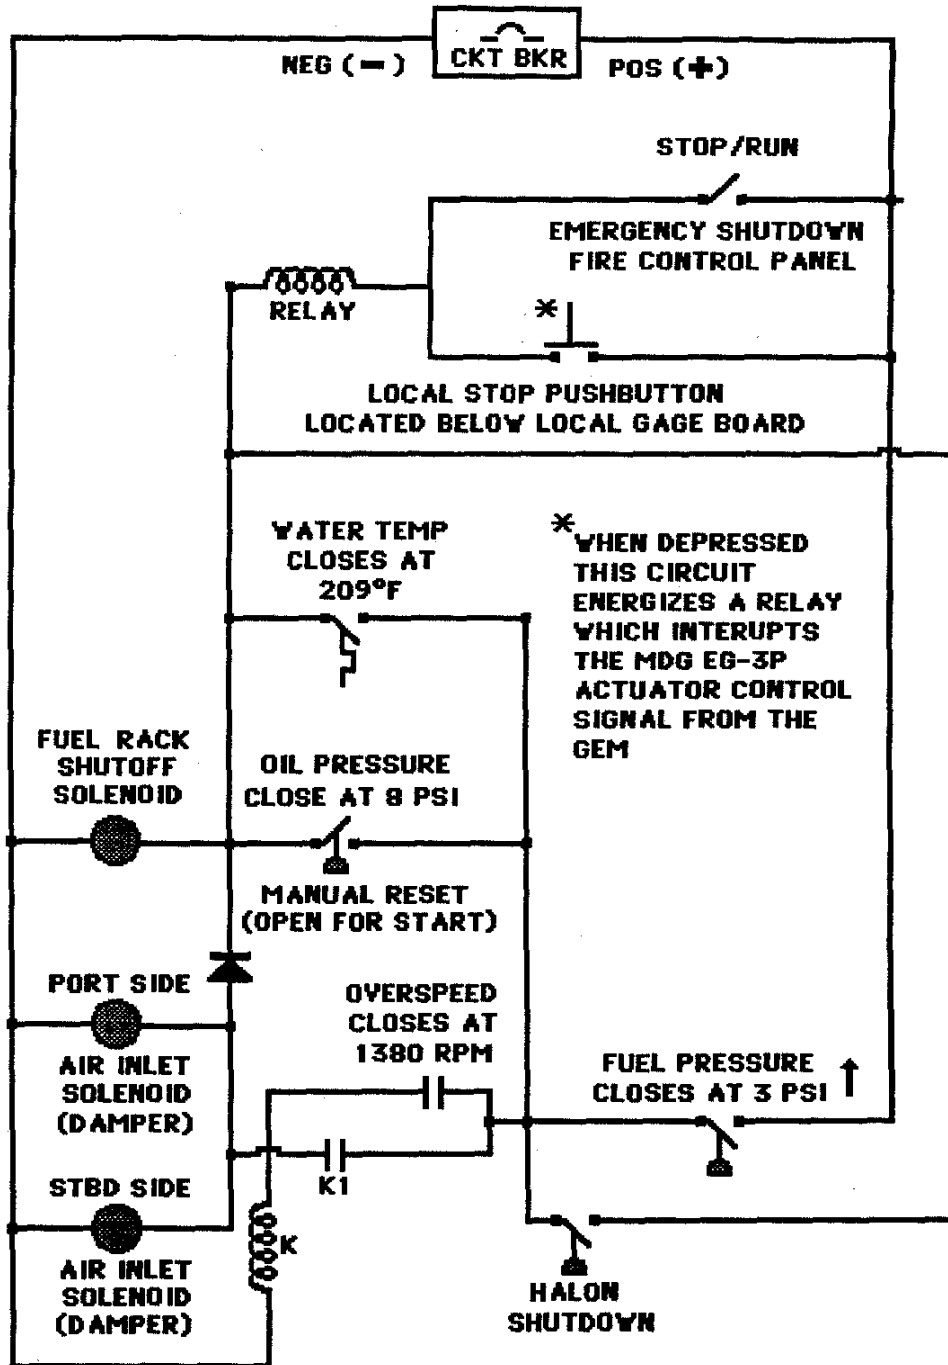 CKT BKR
NEG (-)
POS (+)
STOP/RUN
EMERGENCY SHUTDOWN
FIRE CONTROL PANEL
RELAY
*
LOCAL STOP PUSHBUTTON
LOCATED BELOW LOCAL GAGE BOARD
WATER TEMP
CLOSES AT
209°F
* WHEN DEPRESSED
THIS CIRCUIT
ENERGIZES A RELAY
WHICH INTERUPTS
THE MDG EG-3P
ACTUATOR CONTROL
SIGNAL FROM THE
GEM
FUEL RACK
SHUTOFF
SOLENOID
OIL PRESSURE
CLOSE AT 8 PSI
MANUAL RESET
(OPEN FOR START)
PORT SIDE
AIR INLET
SOLENOID
(DAMPER)
OVERSPEED
CLOSES AT
1380 RPM
FUEL PRESSURE
CLOSES AT 3 PSI
K1
STBD SIDE
K
AIR INLET
SOLENOID
(DAMPER)
HALON
SHUTDOWN